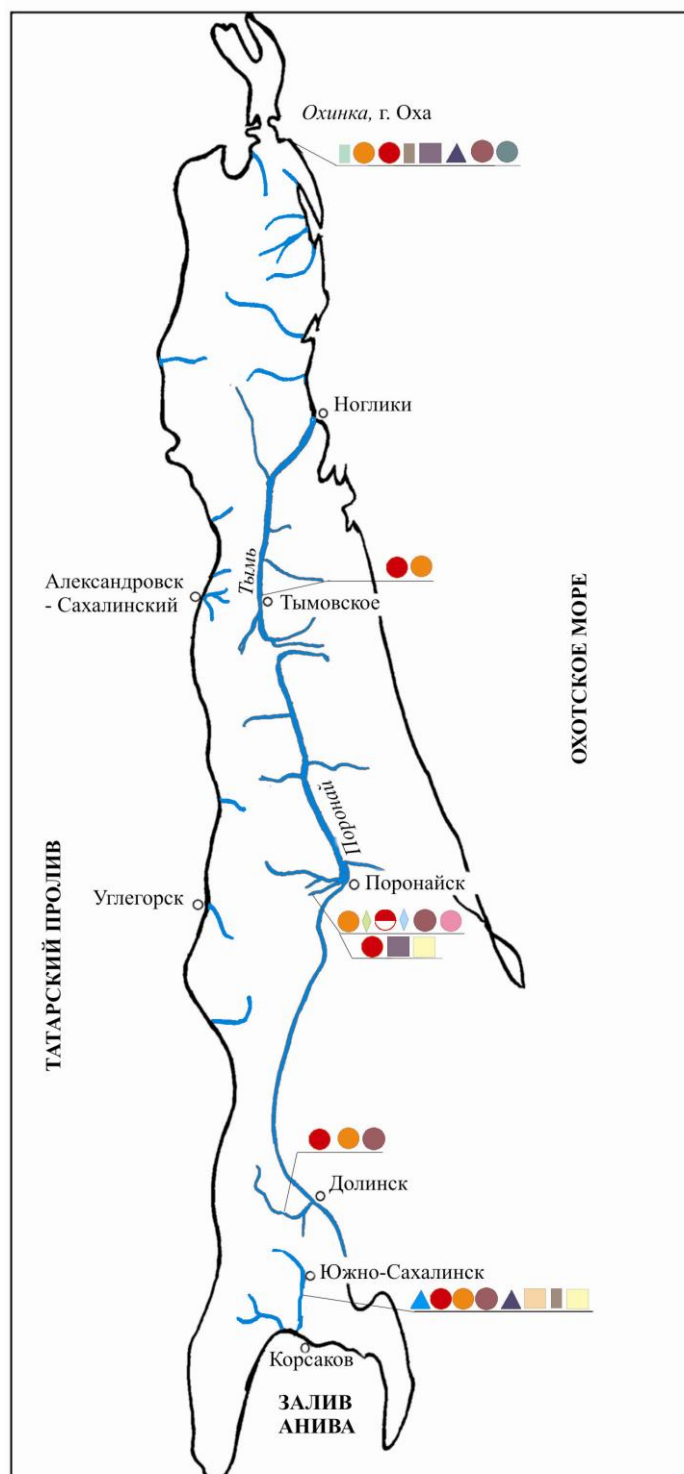 Охинка, г. Оха
Ноглики
Тымь
Александровск
- Сахалинский
Тымовское
ОХОТСКОЕ МОРЕ
Поронай
Поронайск
Углегорск
ТАТАРСКИЙ ПРОЛИВ
Долинск
Южно-Сахалинск
Корсаков
ЗАЛИВ
АНИВА